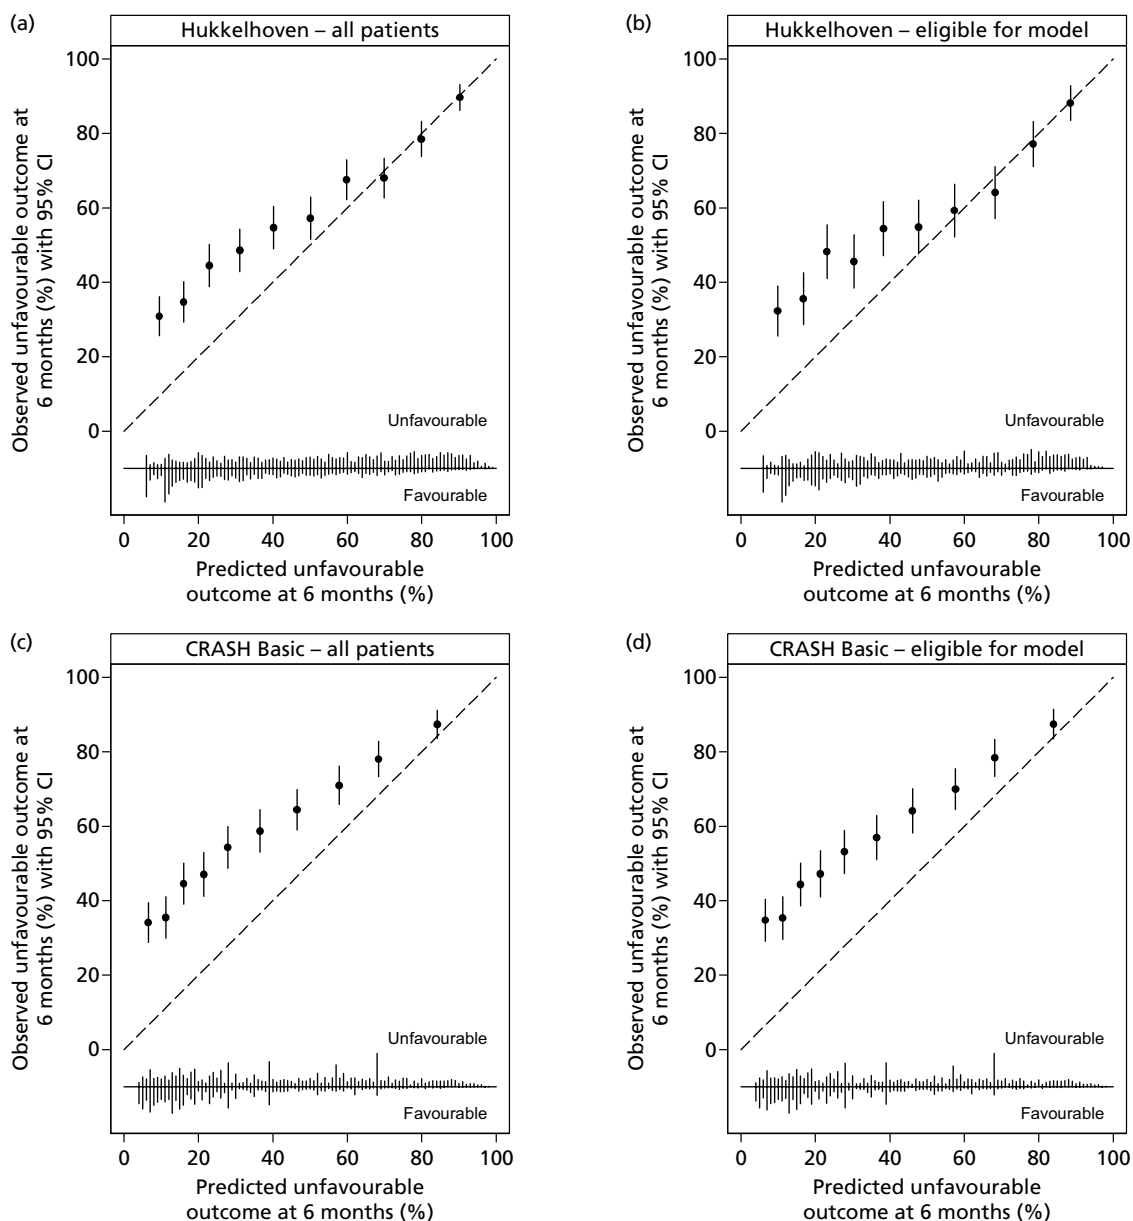 (a)
Hukkelhoven – all patients
100
80
60
40
20
0
Observed unfavourable outcome at
6 months (%) with 95% CI
Unfavourable
Favourable
0 20 40 60 80 100
Predicted unfavourable
outcome at 6 months (%)
(b)
Hukkelhoven – eligible for model
100
80
60
40
20
0
Observed unfavourable outcome at
6 months (%) with 95% CI
Unfavourable
Favourable
0 20 40 60 80 100
Predicted unfavourable
outcome at 6 months (%)
(c)
CRASH Basic – all patients
100
80
60
40
20
0
Observed unfavourable outcome at
6 months (%) with 95% CI
Unfavourable
Favourable
0 20 40 60 80 100
Predicted unfavourable
outcome at 6 months (%)
(d)
CRASH Basic – eligible for model
100
80
60
40
20
0
Observed unfavourable outcome at
6 months (%) with 95% CI
Unfavourable
Favourable
0 20 40 60 80 100
Predicted unfavourable
outcome at 6 months (%)